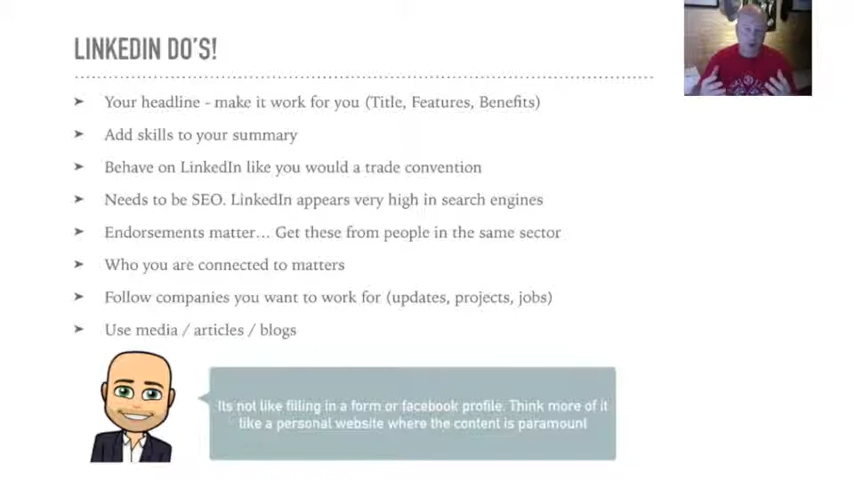 LINKEDIN DO'S!
➤ Your headline - make it work for you (Title, Features, Benefits)
➤ Add skills to your summary
➤ Behave on LinkedIn like you would a trade convention
➤ Needs to be SEO. LinkedIn appears very high in search engines
➤ Endorsements matter… Get these from people in the same sector
➤ Who you are connected to matters
➤ Follow companies you want to work for (updates, projects, jobs)
➤ Use media / articles / blogs
Its not like filling in a form or facebook profile. Think more of it
like a personal website where the content is paramount